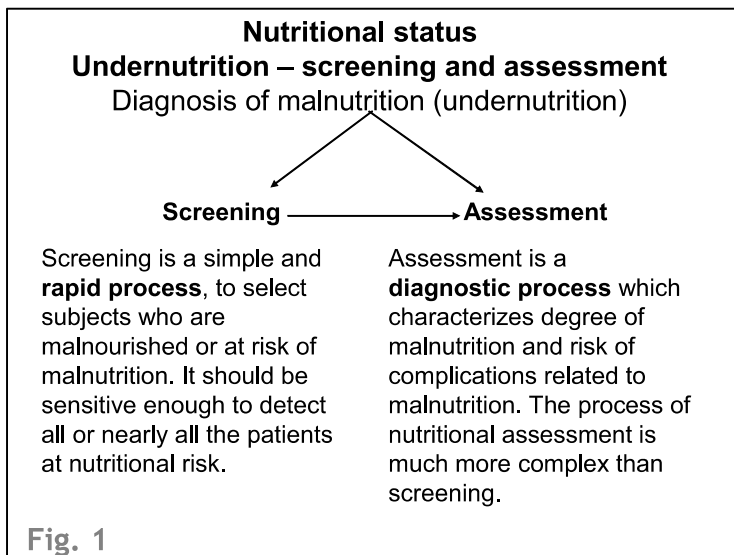 Nutritional status
Undernutrition – screening and assessment
Diagnosis of malnutrition (undernutrition)
Screening
Assessment
Screening is a simple and
rapid process, to select
subjects who are
malnourished or at risk of
malnutrition. It should be
sensitive enough to detect
all or nearly all the patients
at nutritional risk.
Assessment is a
diagnostic process which
characterizes degree of
malnutrition and risk of
complications related to
malnutrition. The process of
nutritional assessment is
much more complex than
screening.
Fig. 1